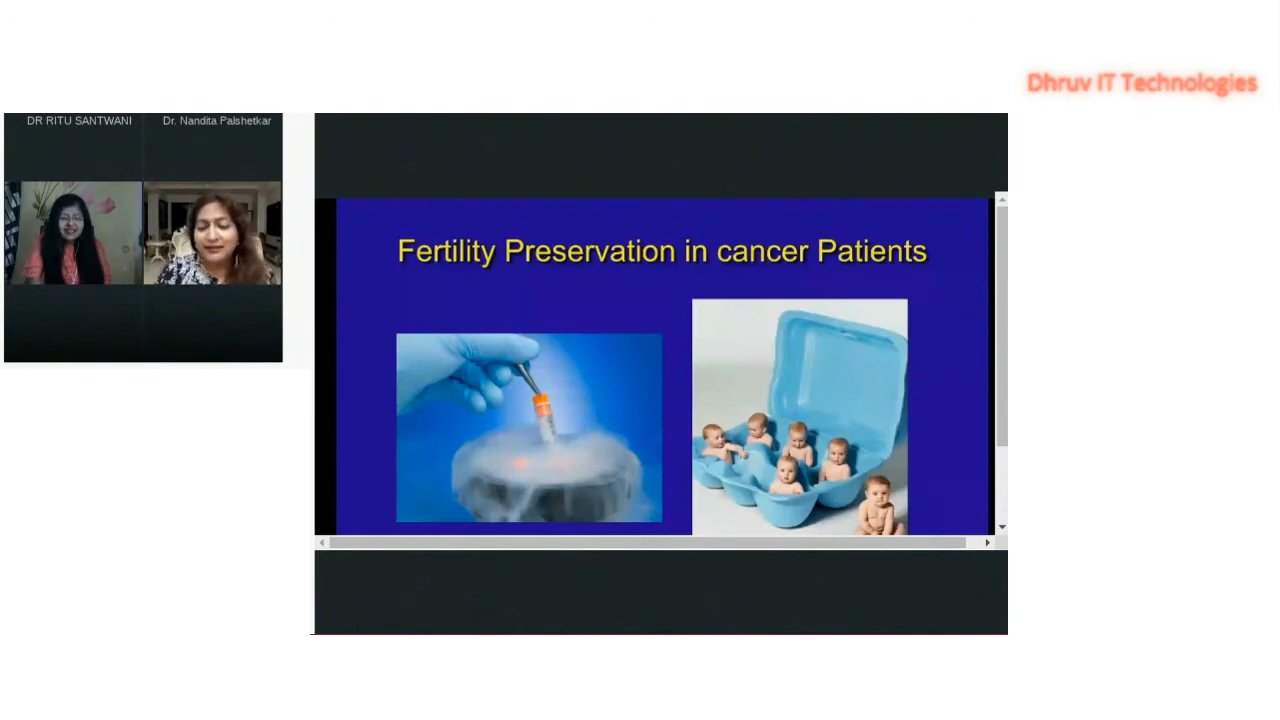 Dhruv IT Technologies
DR RITU SANTWANI
Dr. Nandita Palshetkar
Fertility Preservation in cancer Patients